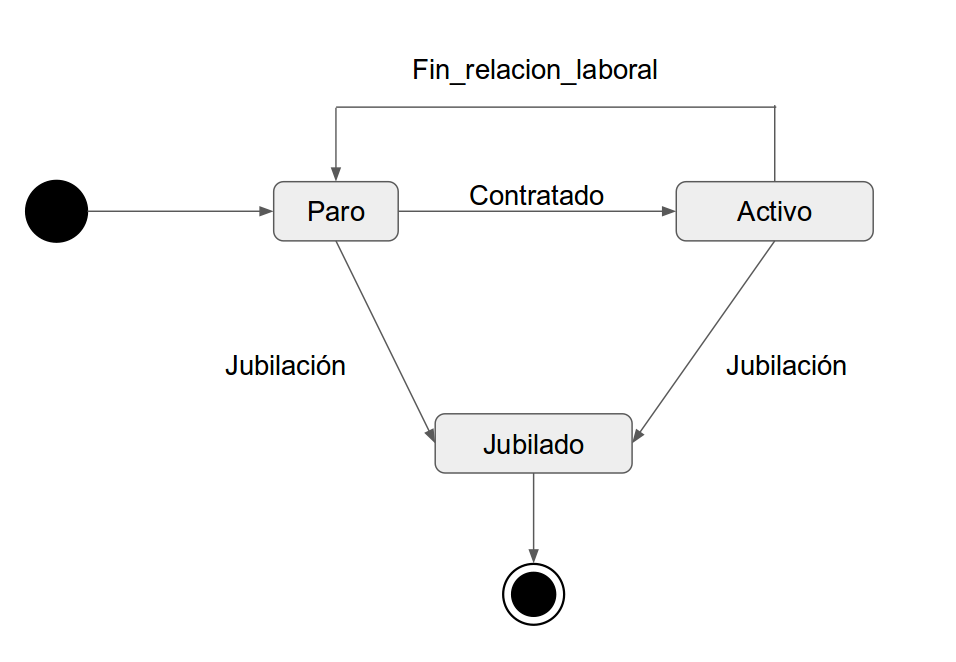 Fin_relacion_laboral
Contratado
Paro
Activo
Jubilación
Jubilación
Jubilado